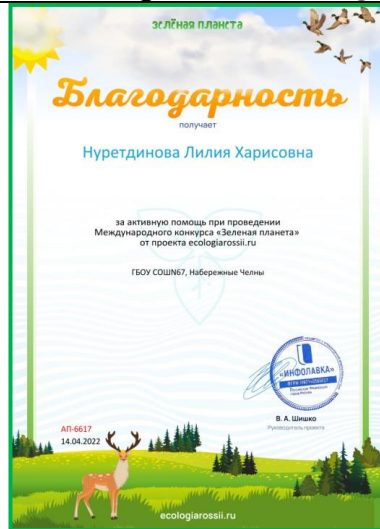 зелёная планета
Благодарность
получает
Нуретдинова Лилия Харисовна
за активную помощь при проведении
Международного конкурса «Зеленая планета»
от проекта ecologiarossii.ru
ГБОУ СОШN67, Набережные Челны
«ИНФОЛАВКА»
В. А. Шишко
Руководитель проекта
АП-6617
14.04.2022
ecologiarossii.ru